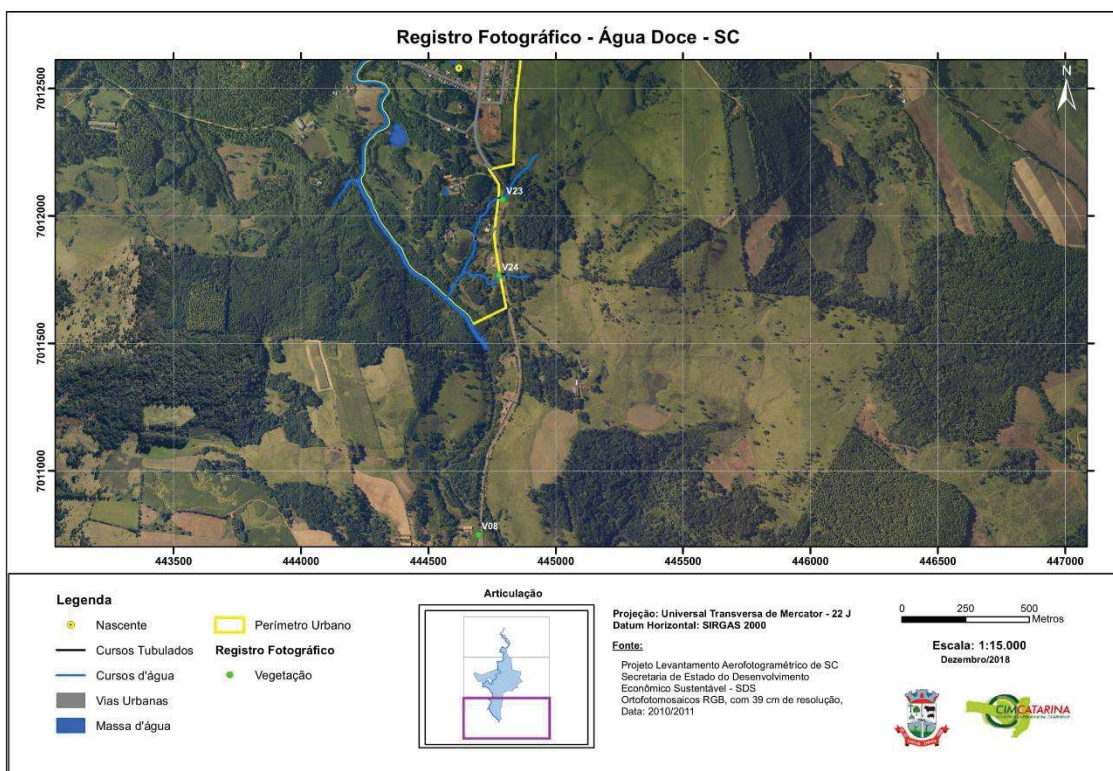 Registro Fotográfico - Água Doce - SC
7012500
7012000
7011500
7011000
N
V23
V24
V08
443500
444000
444500
445000
445500
446000
446500
447000
Legenda
Nascente
Cursos Tubulados
Cursos d'água
Vias Urbanas
Massa d'água
Perímetro Urbano
Registro Fotográfico
Vegetação
Articulação
Projeção: Universal Transversa de Mercator - 22 J
Datum Horizontal: SIRGAS 2000
Fonte:
Projeto Levantamento Aerofotogramétrico de SC
Secretaria de Estado do Desenvolvimento
Econômico Sustentável - SDS
Ortofotomosaicos RGB, com 39 cm de resolução,
Data: 2010/2011
0 250 500
Metros
Escala: 1:15.000
Dezembro/2018
CIMCATARINA